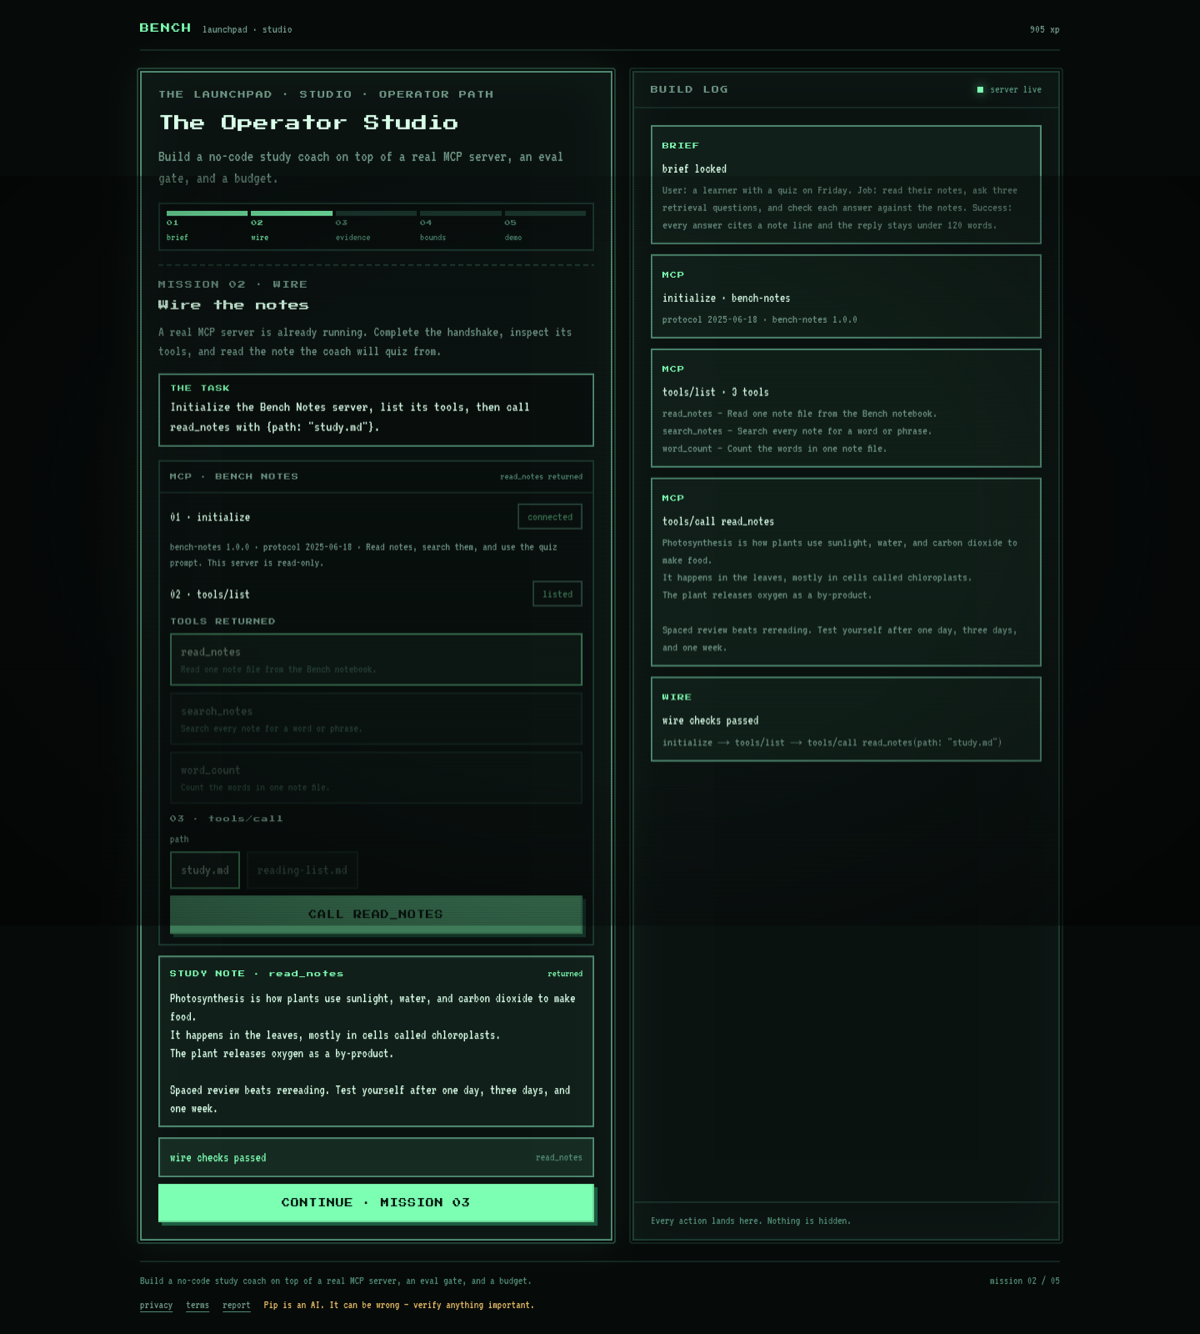 BENCH launchpad · studio
905 xp
THE LAUNCHPAD · STUDIO · OPERATOR PATH
The Operator Studio
Build a no-code study coach on top of a real MCP server, an eval
gate, and a budget.
01 02 03 04 05
brief wire evidence bounds demo
MISSION 02 · WIRE
Wire the notes
A real MCP server is already running. Complete the handshake, inspect its
tools, and read the note the coach will quiz from.
THE TASK
Initialize the Bench Notes server, list its tools, then call
read_notes with {path: "study.md"}.
MCP · BENCH NOTES
read_notes returned
01 · initialize
connected
bench-notes 1.0.0 · protocol 2025-06-18 · Read notes, search them, and use the quiz
prompt. This server is read-only.
02 · tools/list
listed
TOOLS RETURNED
read_notes
Read one note file from the Bench notebook.
search_notes
Search every note for a word or phrase.
word_count
Count the words in one note file.
03 · tools/call
path
study.md
reading-list.md
CALL READ_NOTES
STUDY NOTE · read_notes
returned
Photosynthesis is how plants use sunlight, water, and carbon dioxide to make
food.
It happens in the leaves, mostly in cells called chloroplasts.
The plant releases oxygen as a by-product.
Spaced review beats rereading. Test yourself after one day, three days, and
one week.
wire checks passed
read_notes
CONTINUE · MISSION 03
BUILD LOG
server live
BRIEF
brief locked
User: a learner with a quiz on Friday. Job: read their notes, ask three
retrieval questions, and check each answer against the notes. Success:
every answer cites a note line and the reply stays under 120 words.
MCP
initialize · bench-notes
protocol 2025-06-18 · bench-notes 1.0.0
MCP
tools/list · 3 tools
read_notes — Read one note file from the Bench notebook.
search_notes — Search every note for a word or phrase.
word_count — Count the words in one note file.
MCP
tools/call read_notes
Photosynthesis is how plants use sunlight, water, and carbon dioxide to
make food.
It happens in the leaves, mostly in cells called chloroplasts.
The plant releases oxygen as a by-product.
Spaced review beats rereading. Test yourself after one day, three days,
and one week.
WIRE
wire checks passed
initialize → tools/list → tools/call read_notes(path: "study.md")
Every action lands here. Nothing is hidden.
Build a no-code study coach on top of a real MCP server, an eval gate, and a budget.
mission 02 / 05
privacy terms report Pip is an AI. It can be wrong — verify anything important.